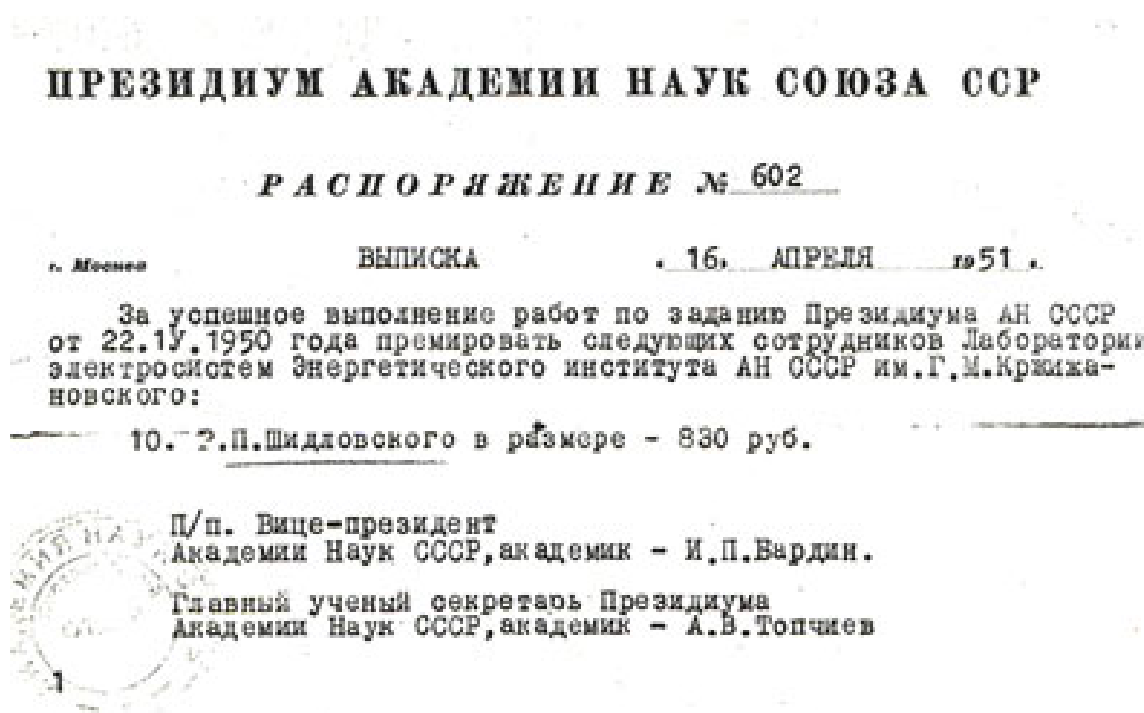 ПРЕЗИДИУМ АКАДЕМИИ НАУК СОЮЗА ССР
РАСПОРЯЖЕНИЕ № 602
г. Москва ВЫПИСКА „ 16„ АПРЕЛЯ 1951 г.
За успешное выполнение работ по заданию Президиума АН СССР
от 22.1У.1950 года премировать следующих сотрудников Лаборатории
электросистем Энергетического института АН СССР им.Г.М.Кржижа-
новского:
10. П.Шидловского в размере - 830 руб.
П/п. Вице-президент
Академии Наук СССР,академик - И.П.Бардин.
Главный ученый секретарь Президиума
Академии Наук СССР,академик - А.В.Топчиев
1